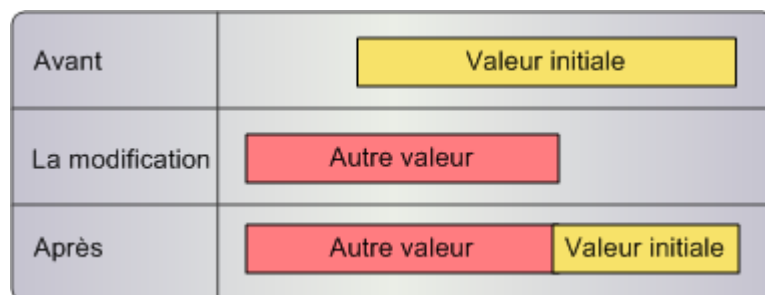 Avant
Valeur initiale
La modification
Autre valeur
Après
Autre valeur
Valeur initiale